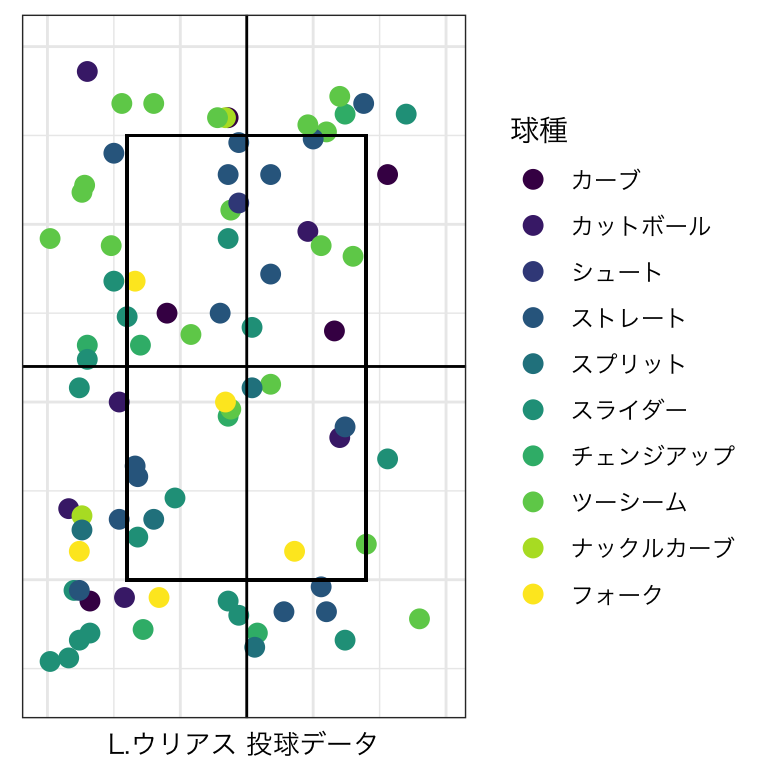 球種
カーブ
カットボール
シュート
ストレート
スプリット
スライダー
チェンジアップ
ツーシーム
ナックルカーブ
フォーク
L.ウリアス 投球データ